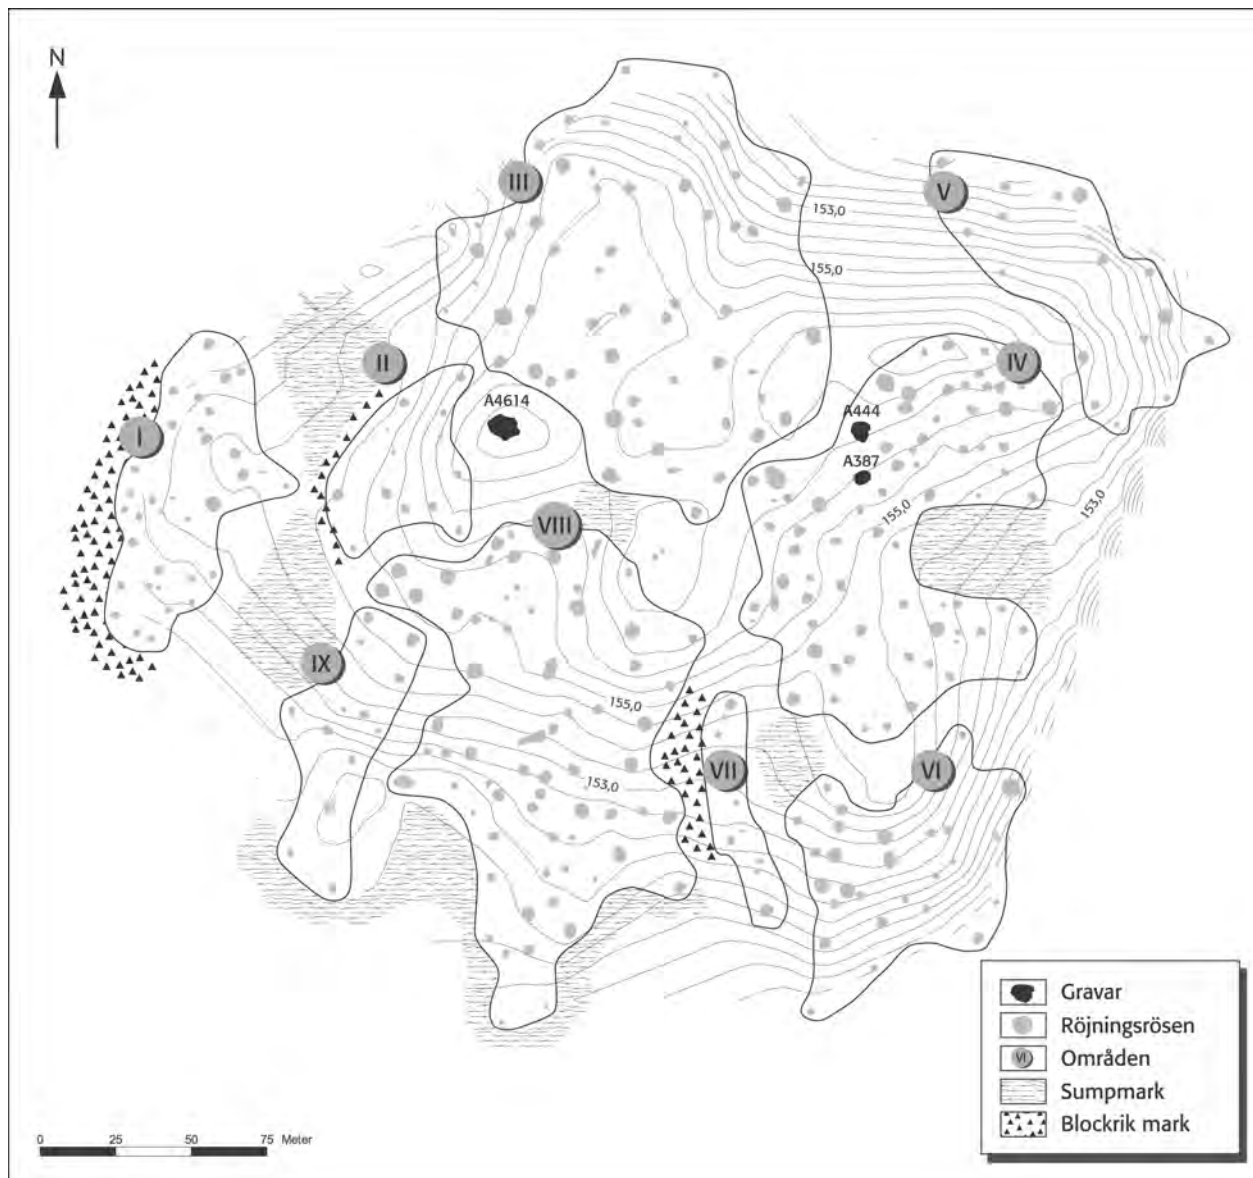 N
III
V
153,0
155,0
II
IV
A4614
A444
I
A387
155,0
153,0
VIII
IX
155,0
VII
VI
153,0
Gravar
Röjningsrösen
VI Områden
Sumpmark
Blockrik mark
0 25 50 75 Meter